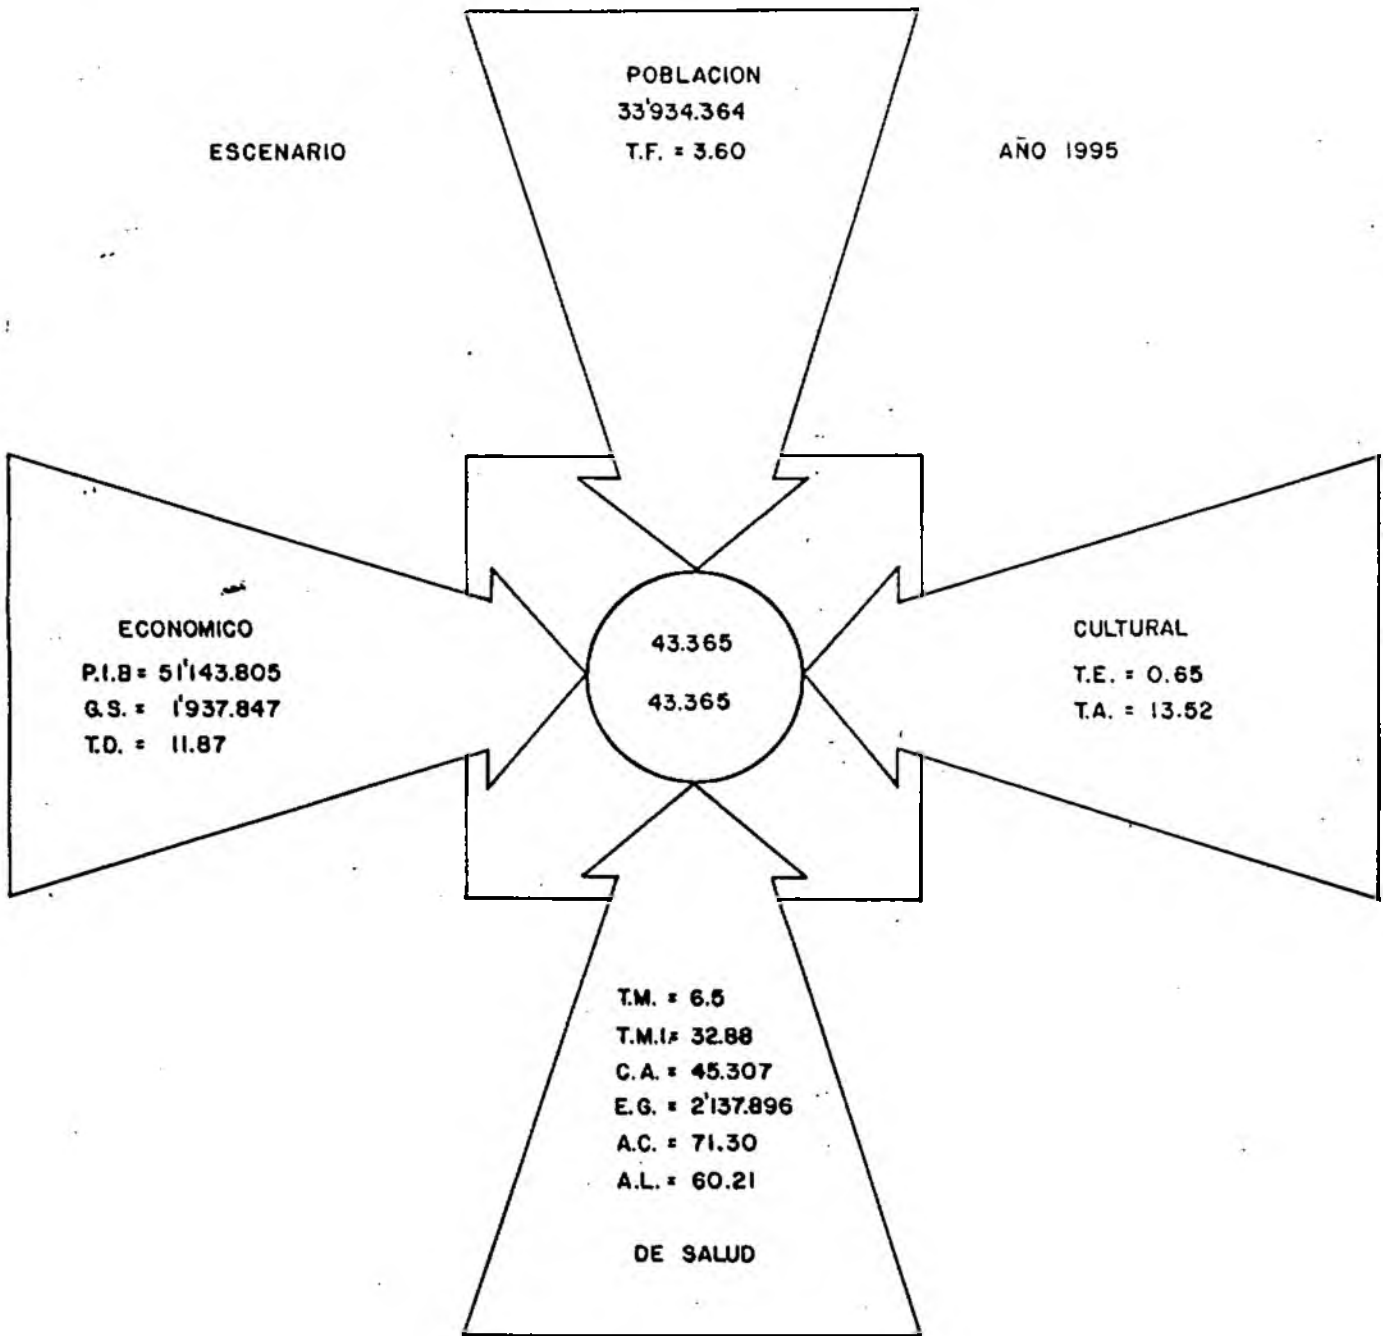 POBLACION
33'934.364
T.F. = 3.60
ESCENARIO
AÑO 1995
ECONOMICO
P.I.B = 51'143.805
G.S. = 1'937.847
T.D. = 11.87
43.365
43.365
CULTURAL
T.E. = 0.65
T.A. = 13.52
T.M. = 6.5
T.M.I.= 32.88
C.A. = 45.307
E.G. = 2'137.896
A.C. = 71.30
A.L. = 60.21
DE SALUD